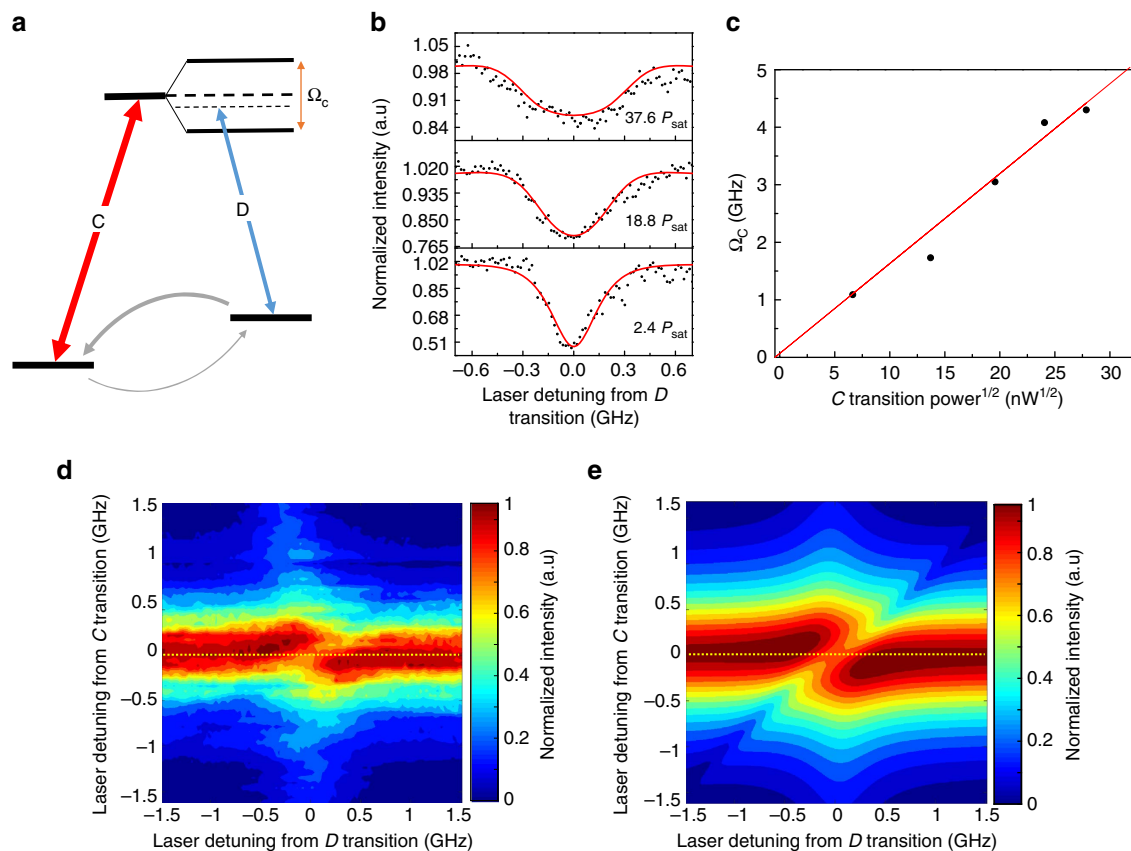 a
Ω_c
C
D
b
1.05
0.98
0.91
0.84
37.6 P_sat
1.020
0.935
0.850
0.765
18.8 P_sat
1.02
0.85
0.68
0.51
2.4 P_sat
Normalized intensity (a.u)
−0.6 −0.3 0.0 0.3 0.6
Laser detuning from D
transition (GHz)
c
5
4
3
2
1
0
Ω_C (GHz)
0 5 10 15 20 25 30
C transition power^1/2 (nW^1/2)
d
Laser detuning from C transition (GHz)
1.5
1
0.5
0
−0.5
−1
−1.5
−1.5 −1 −0.5 0 0.5 1 1.5
Laser detuning from D transition (GHz)
1
0.8
0.6
0.4
0.2
0
Normalized intensity (a.u)
e
Laser detuning from C transition (GHz)
1.5
1
0.5
0
−0.5
−1
−1.5
−1.5 −1 −0.5 0 0.5 1 1.5
Laser detuning from D transition (GHz)
1
0.8
0.6
0.4
0.2
0
Normalized intensity (a.u)